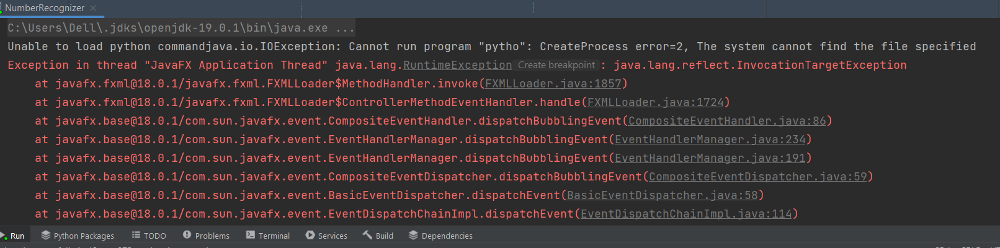 NumberRecognizer
C:\Users\Dell\.jdks\openjdk-19.0.1\bin\java.exe ...
Unable to load python commandjava.io.IOException: Cannot run program "pytho": CreateProcess error=2, The system cannot find the file specified
Exception in thread "JavaFX Application Thread" java.lang.RuntimeException Create breakpoint : java.lang.reflect.InvocationTargetException
at javafx.fxml@18.0.1/javafx.fxml.FXMLLoader$MethodHandler.invoke(FXMLLoader.java:1857)
at javafx.fxml@18.0.1/javafx.fxml.FXMLLoader$ControllerMethodEventHandler.handle(FXMLLoader.java:1724)
at javafx.base@18.0.1/com.sun.javafx.event.CompositeEventHandler.dispatchBubblingEvent(CompositeEventHandler.java:86)
at javafx.base@18.0.1/com.sun.javafx.event.EventHandlerManager.dispatchBubblingEvent(EventHandlerManager.java:234)
at javafx.base@18.0.1/com.sun.javafx.event.EventHandlerManager.dispatchBubblingEvent(EventHandlerManager.java:191)
at javafx.base@18.0.1/com.sun.javafx.event.CompositeEventDispatcher.dispatchBubblingEvent(CompositeEventDispatcher.java:59)
at javafx.base@18.0.1/com.sun.javafx.event.BasicEventDispatcher.dispatchEvent(BasicEventDispatcher.java:58)
at javafx.base@18.0.1/com.sun.javafx.event.EventDispatchChainImpl.dispatchEvent(EventDispatchChainImpl.java:114)
Run Python Packages TODO Problems Terminal Services Build Dependencies